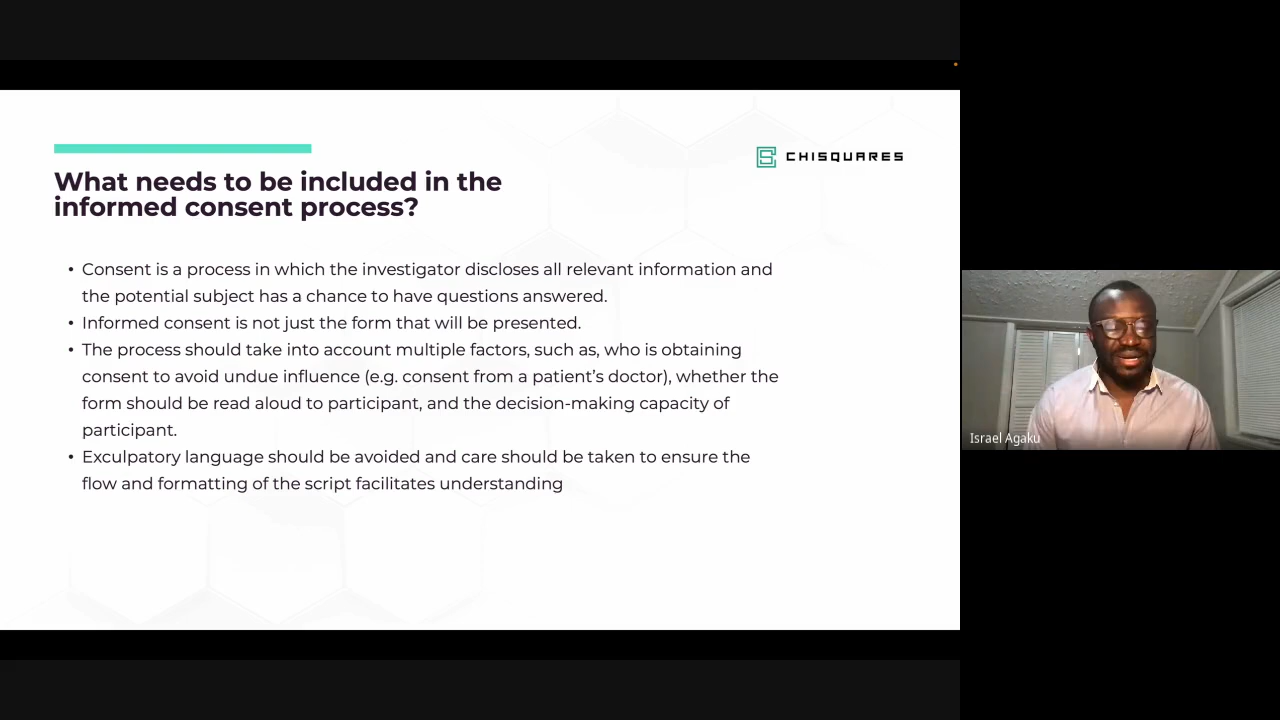 CHISQUARES
What needs to be included in the
informed consent process?
• Consent is a process in which the investigator discloses all relevant information and
the potential subject has a chance to have questions answered.
• Informed consent is not just the form that will be presented.
• The process should take into account multiple factors, such as, who is obtaining
consent to avoid undue influence (e.g. consent from a patient’s doctor), whether the
form should be read aloud to participant, and the decision-making capacity of
participant.
• Exculpatory language should be avoided and care should be taken to ensure the
flow and formatting of the script facilitates understanding
Israel Agaku